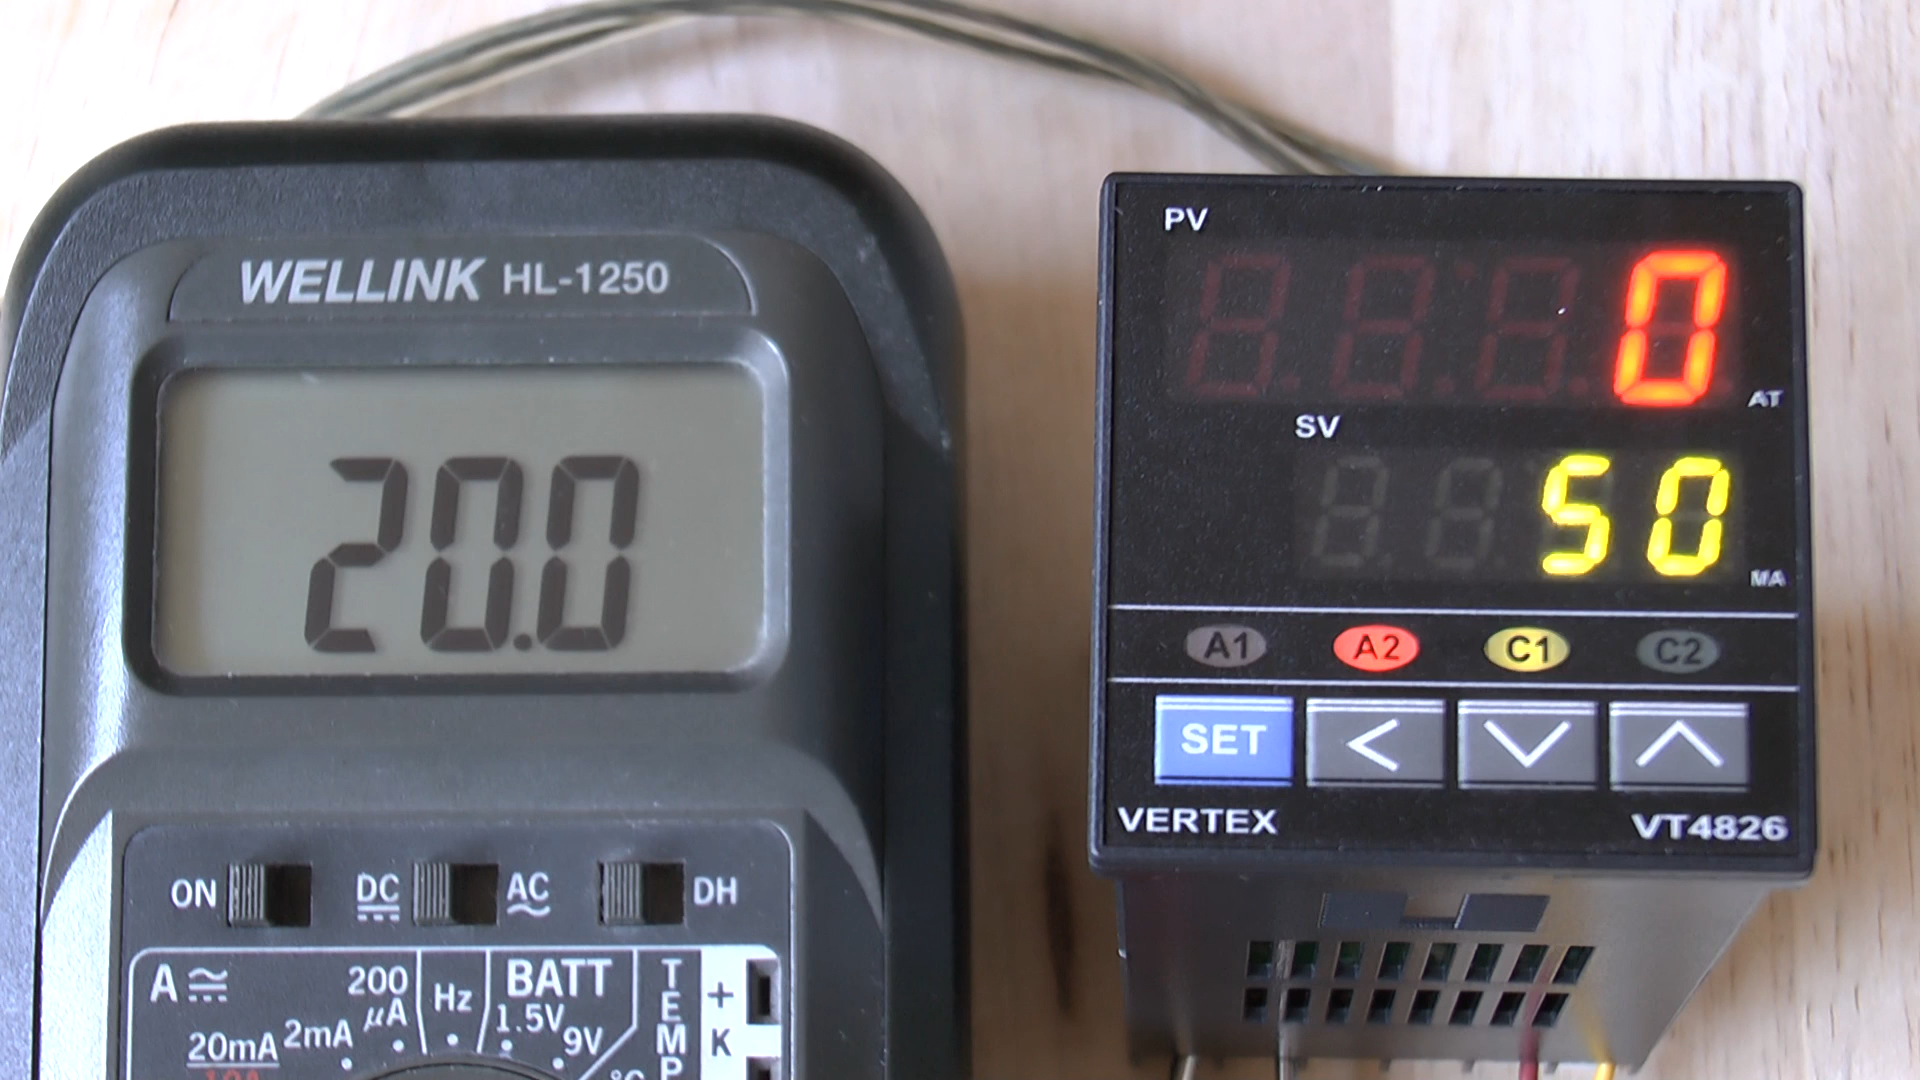 WELLINK HL-1250
20.0
ON DC AC DH
A 200 µA Hz BATT 1.5V 9V TEMP + K
20mA 2mA
10A °C
PV
0
AT
SV
50
MA
A1 A2 C1 C2
SET
VERTEX VT4826